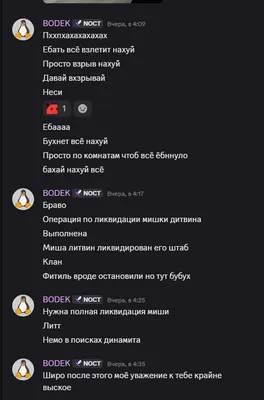 BODEK NOCT Вчера, в 4:09
Пххпхахахахахах
Ебать всё взлетит нахуй
Просто взрыв нахуй
Давай вхзрывай
Неси
1
Ебаааа
Бухнет всё нахуй
Просто по комнатам чтоб всё ёбннуло
бахай нахуй всё
BODEK NOCT Вчера, в 4:17
Браво
Операция по ликвидации мишки дитвина
Выполнена
Миша литвин ликвидирован его штаб
Клан
Фитиль вроде остановили но тут бубух
BODEK NOCT Вчера, в 4:25
Нужна полная ликвидация миши
Литт
Немо в поисках динамита
BODEK NOCT Вчера, в 4:35
Широ после этого моё уважение к тебе крайне
выское